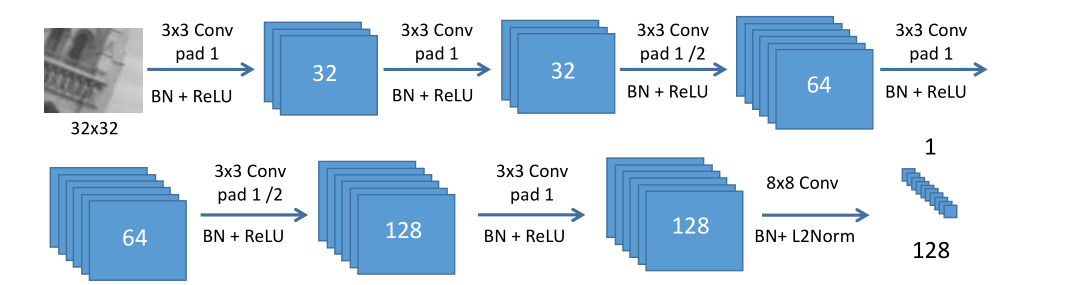 3x3 Conv
pad 1
BN + ReLU
32x32
32
3x3 Conv
pad 1
BN + ReLU
32
3x3 Conv
pad 1 /2
BN + ReLU
64
3x3 Conv
pad 1
BN + ReLU
64
3x3 Conv
pad 1 /2
BN + ReLU
128
3x3 Conv
pad 1
BN + ReLU
128
8x8 Conv
BN+ L2Norm
1
128